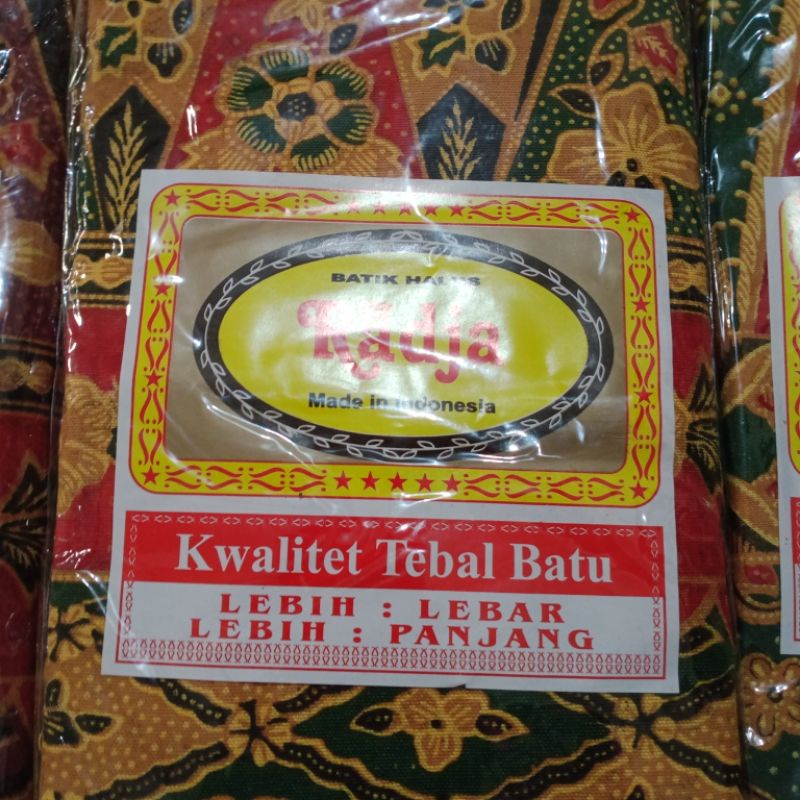 BATIK HALUS
Radja
Made in Indonesia
Kwalitet Tebal Batu
LEBIH : LEBAR
LEBIH : PANJANG